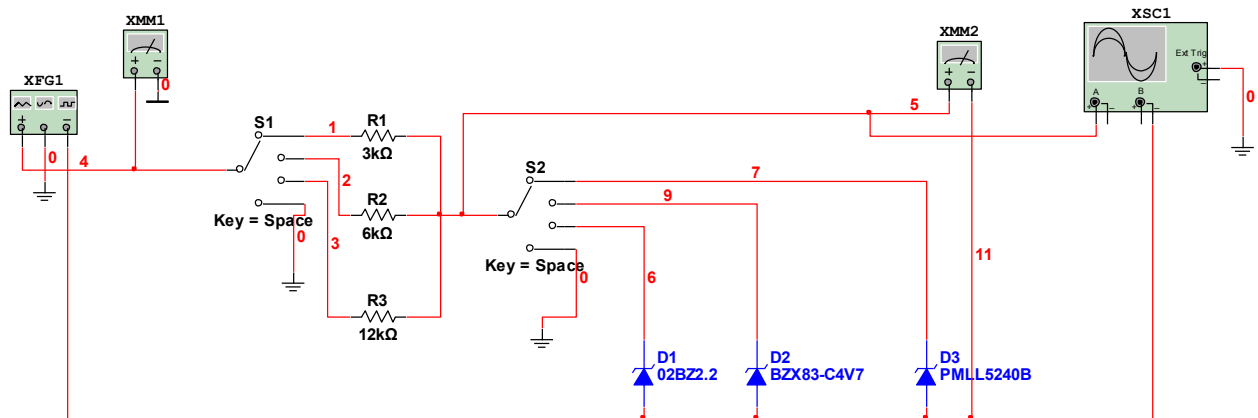 XMM1
XSC1
XMM2
Ext Trig
+
-
+ -
0
XFG1
+ -
0
A B
+ - + -
5
S1
1
R1
3kΩ
0
4
0
2
S2
7
9
R2
6kΩ
Key = Space
0
3
11
Key = Space
0
6
R3
12kΩ
D1
02BZ2.2
D2
BZX83-C4V7
D3
PMLL5240B